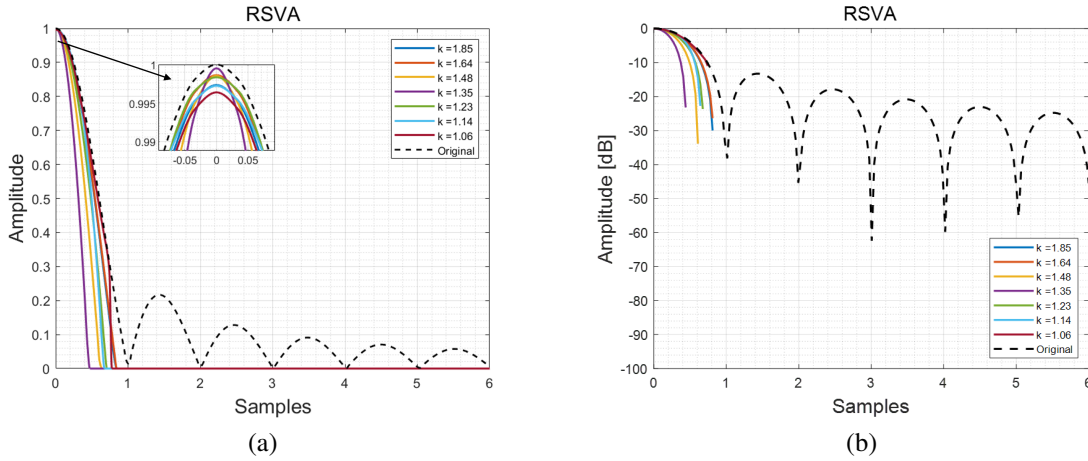 RSVA
1
0.9
0.8
0.7
0.6
0.5
0.4
0.3
0.2
0.1
0
Amplitude
0 1 2 3 4 5 6
Samples
1
0.995
0.99
-0.05 0 0.05
k =1.85
k =1.64
k =1.48
k =1.35
k =1.23
k =1.14
k =1.06
Original
(a)
RSVA
0
-10
-20
-30
-40
-50
-60
-70
-80
-90
-100
Amplitude [dB]
0 1 2 3 4 5 6
Samples
k =1.85
k =1.64
k =1.48
k =1.35
k =1.23
k =1.14
k =1.06
Original
(b)